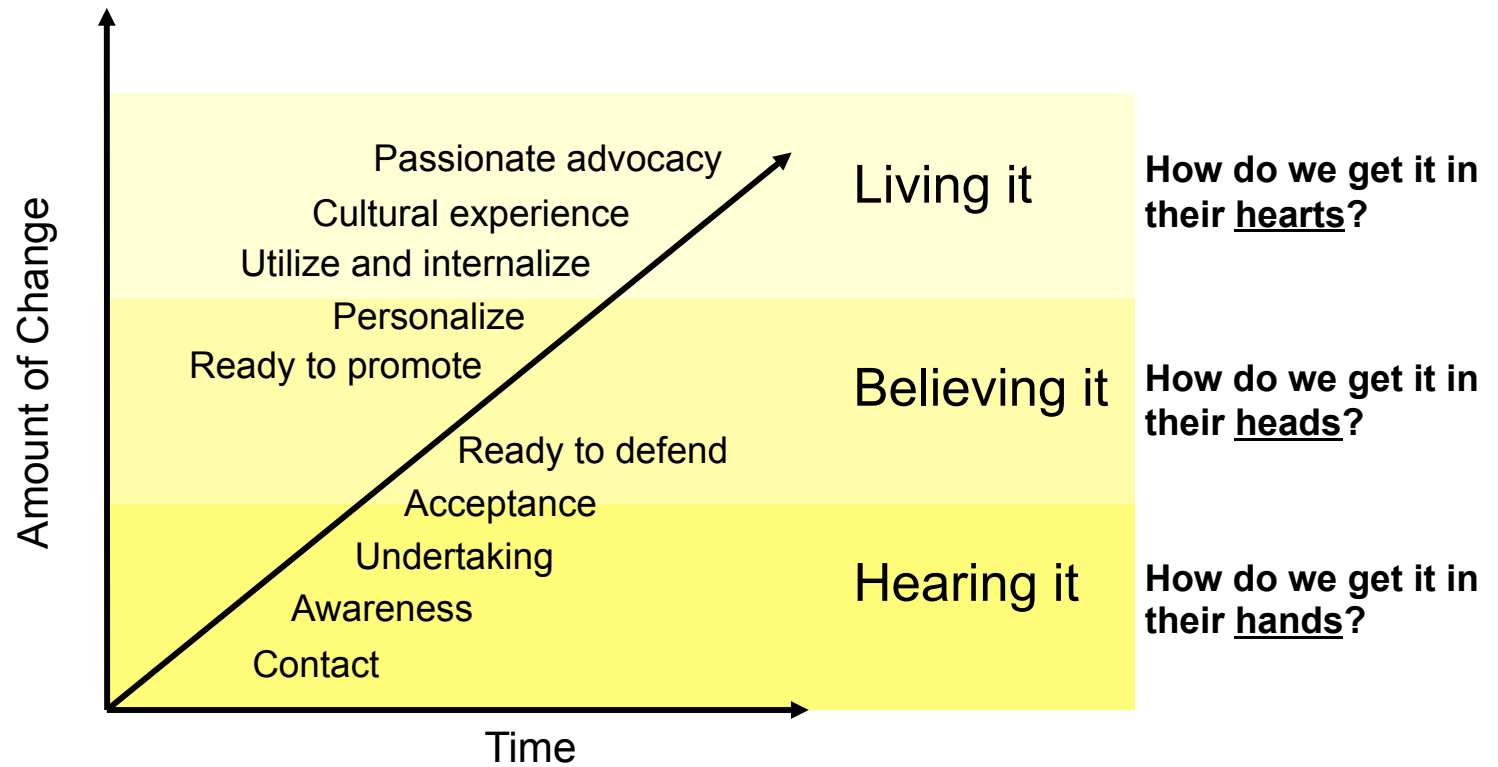 Amount of Change
Passionate advocacy
Cultural experience
Utilize and internalize
Living it
How do we get it in
their hearts?
Personalize
Ready to promote
Ready to defend
Believing it
How do we get it in
their heads?
Acceptance
Undertaking
Awareness
Contact
Hearing it
How do we get it in
their hands?
Time